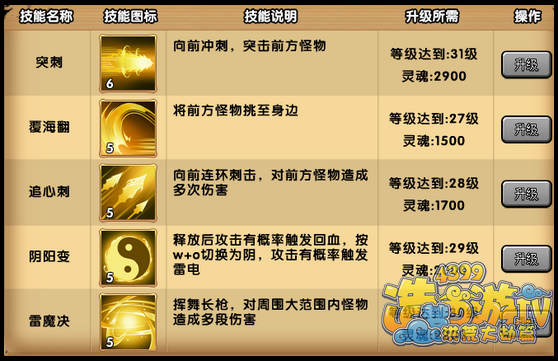 技能名称 技能图标 技能说明 升级所需 操作
突刺 6 向前冲刺，突击前方怪物 等级达到:31级
灵魂:2900 升级
覆海翻 5 将前方怪物挑至身边 等级达到:27级
灵魂:1500 升级
追心刺 5 向前连环刺击，对前方怪物造成
多次伤害 等级达到:28级
灵魂:1700 升级
阴阳变 5 释放后攻击有概率触发回血，按
w+o切换为阴，攻击有概率触发
雷电 等级达到:29级
升级
雷魔决 5 挥舞长枪，对周围大范围内怪物
造成多段伤害
4399
造梦西游
洪荒大劫篇